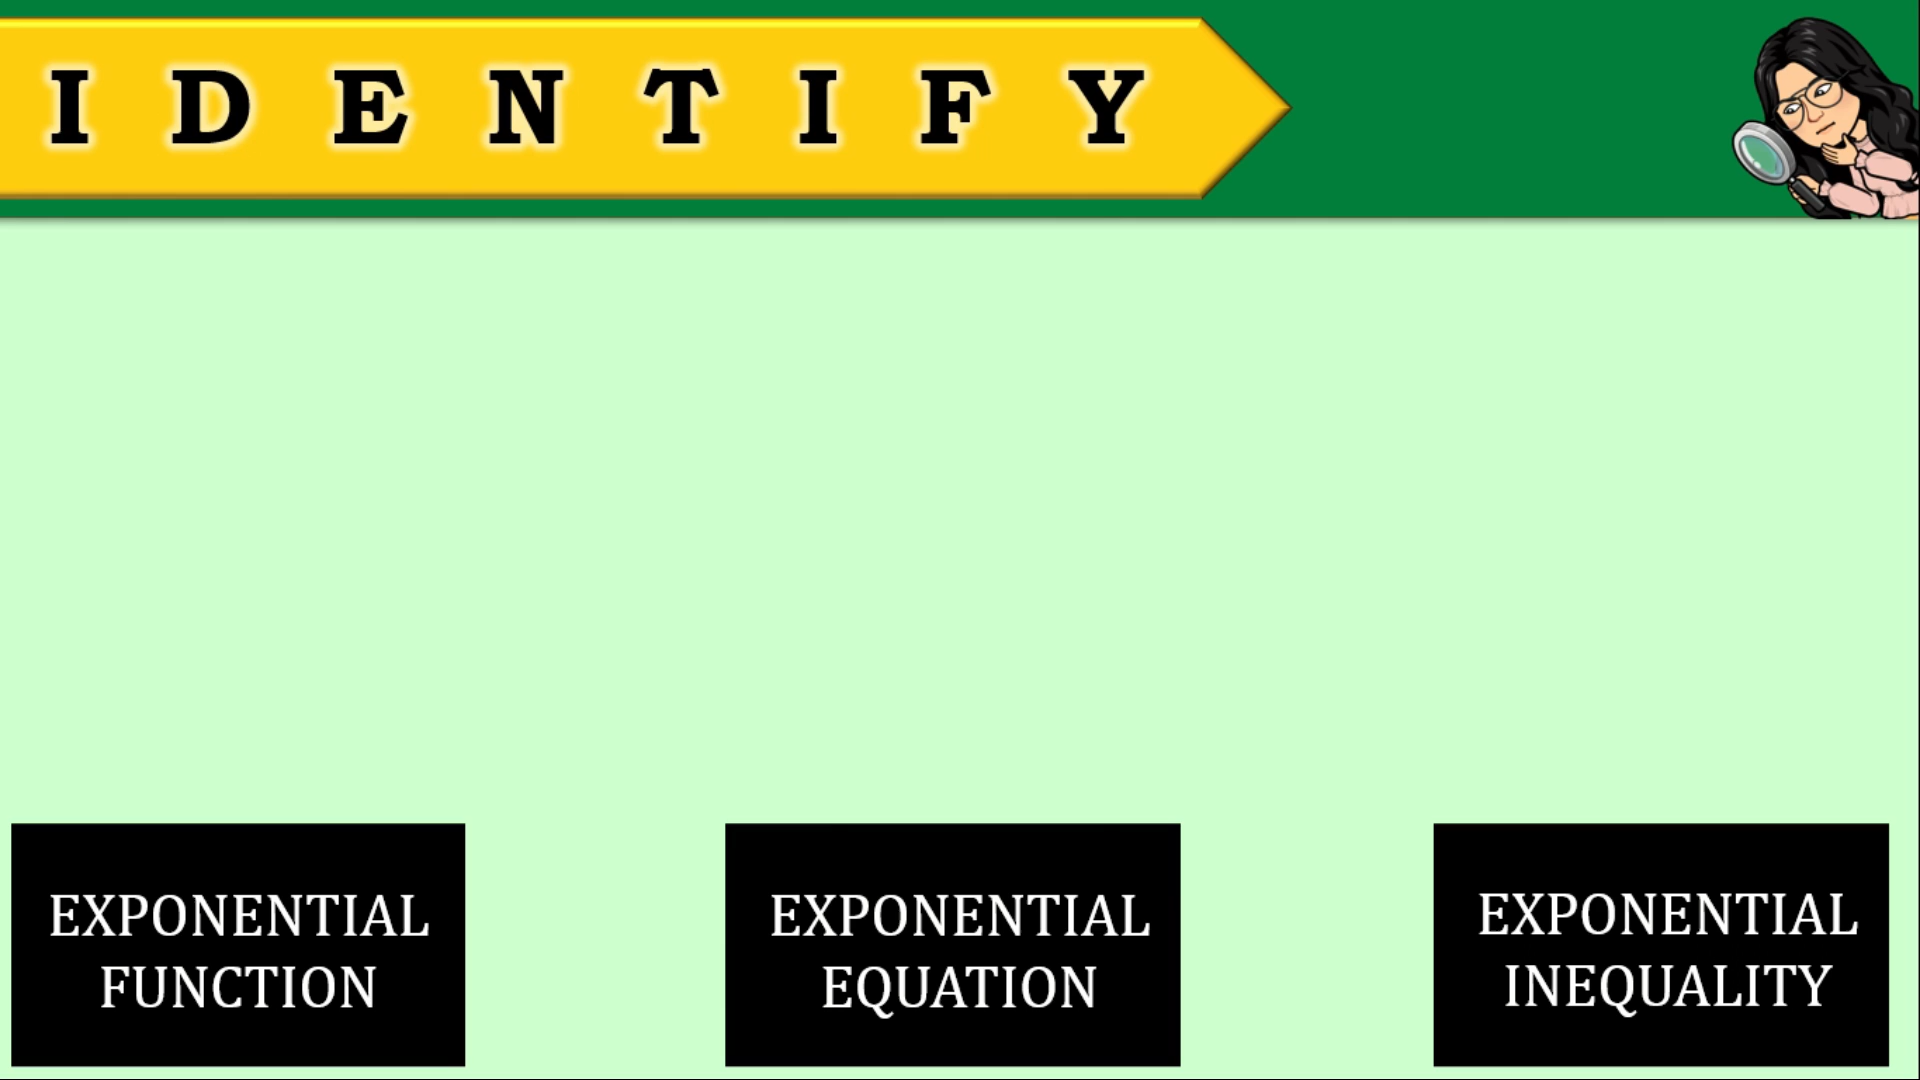 I D E N T I F Y
EXPONENTIAL
FUNCTION
EXPONENTIAL
EQUATION
EXPONENTIAL
INEQUALITY